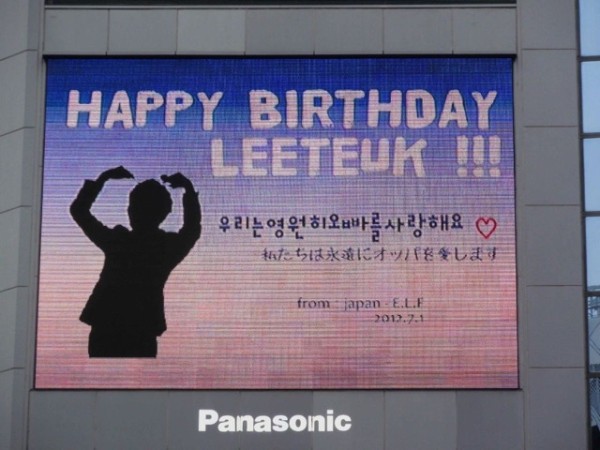 HAPPY BIRTHDAY
LEETEUK !!!
우리는영원히오빠를사랑해요 ♡
私たちは永遠にオッパを愛します
from : japan - E.L.F
2012.7.1
Panasonic